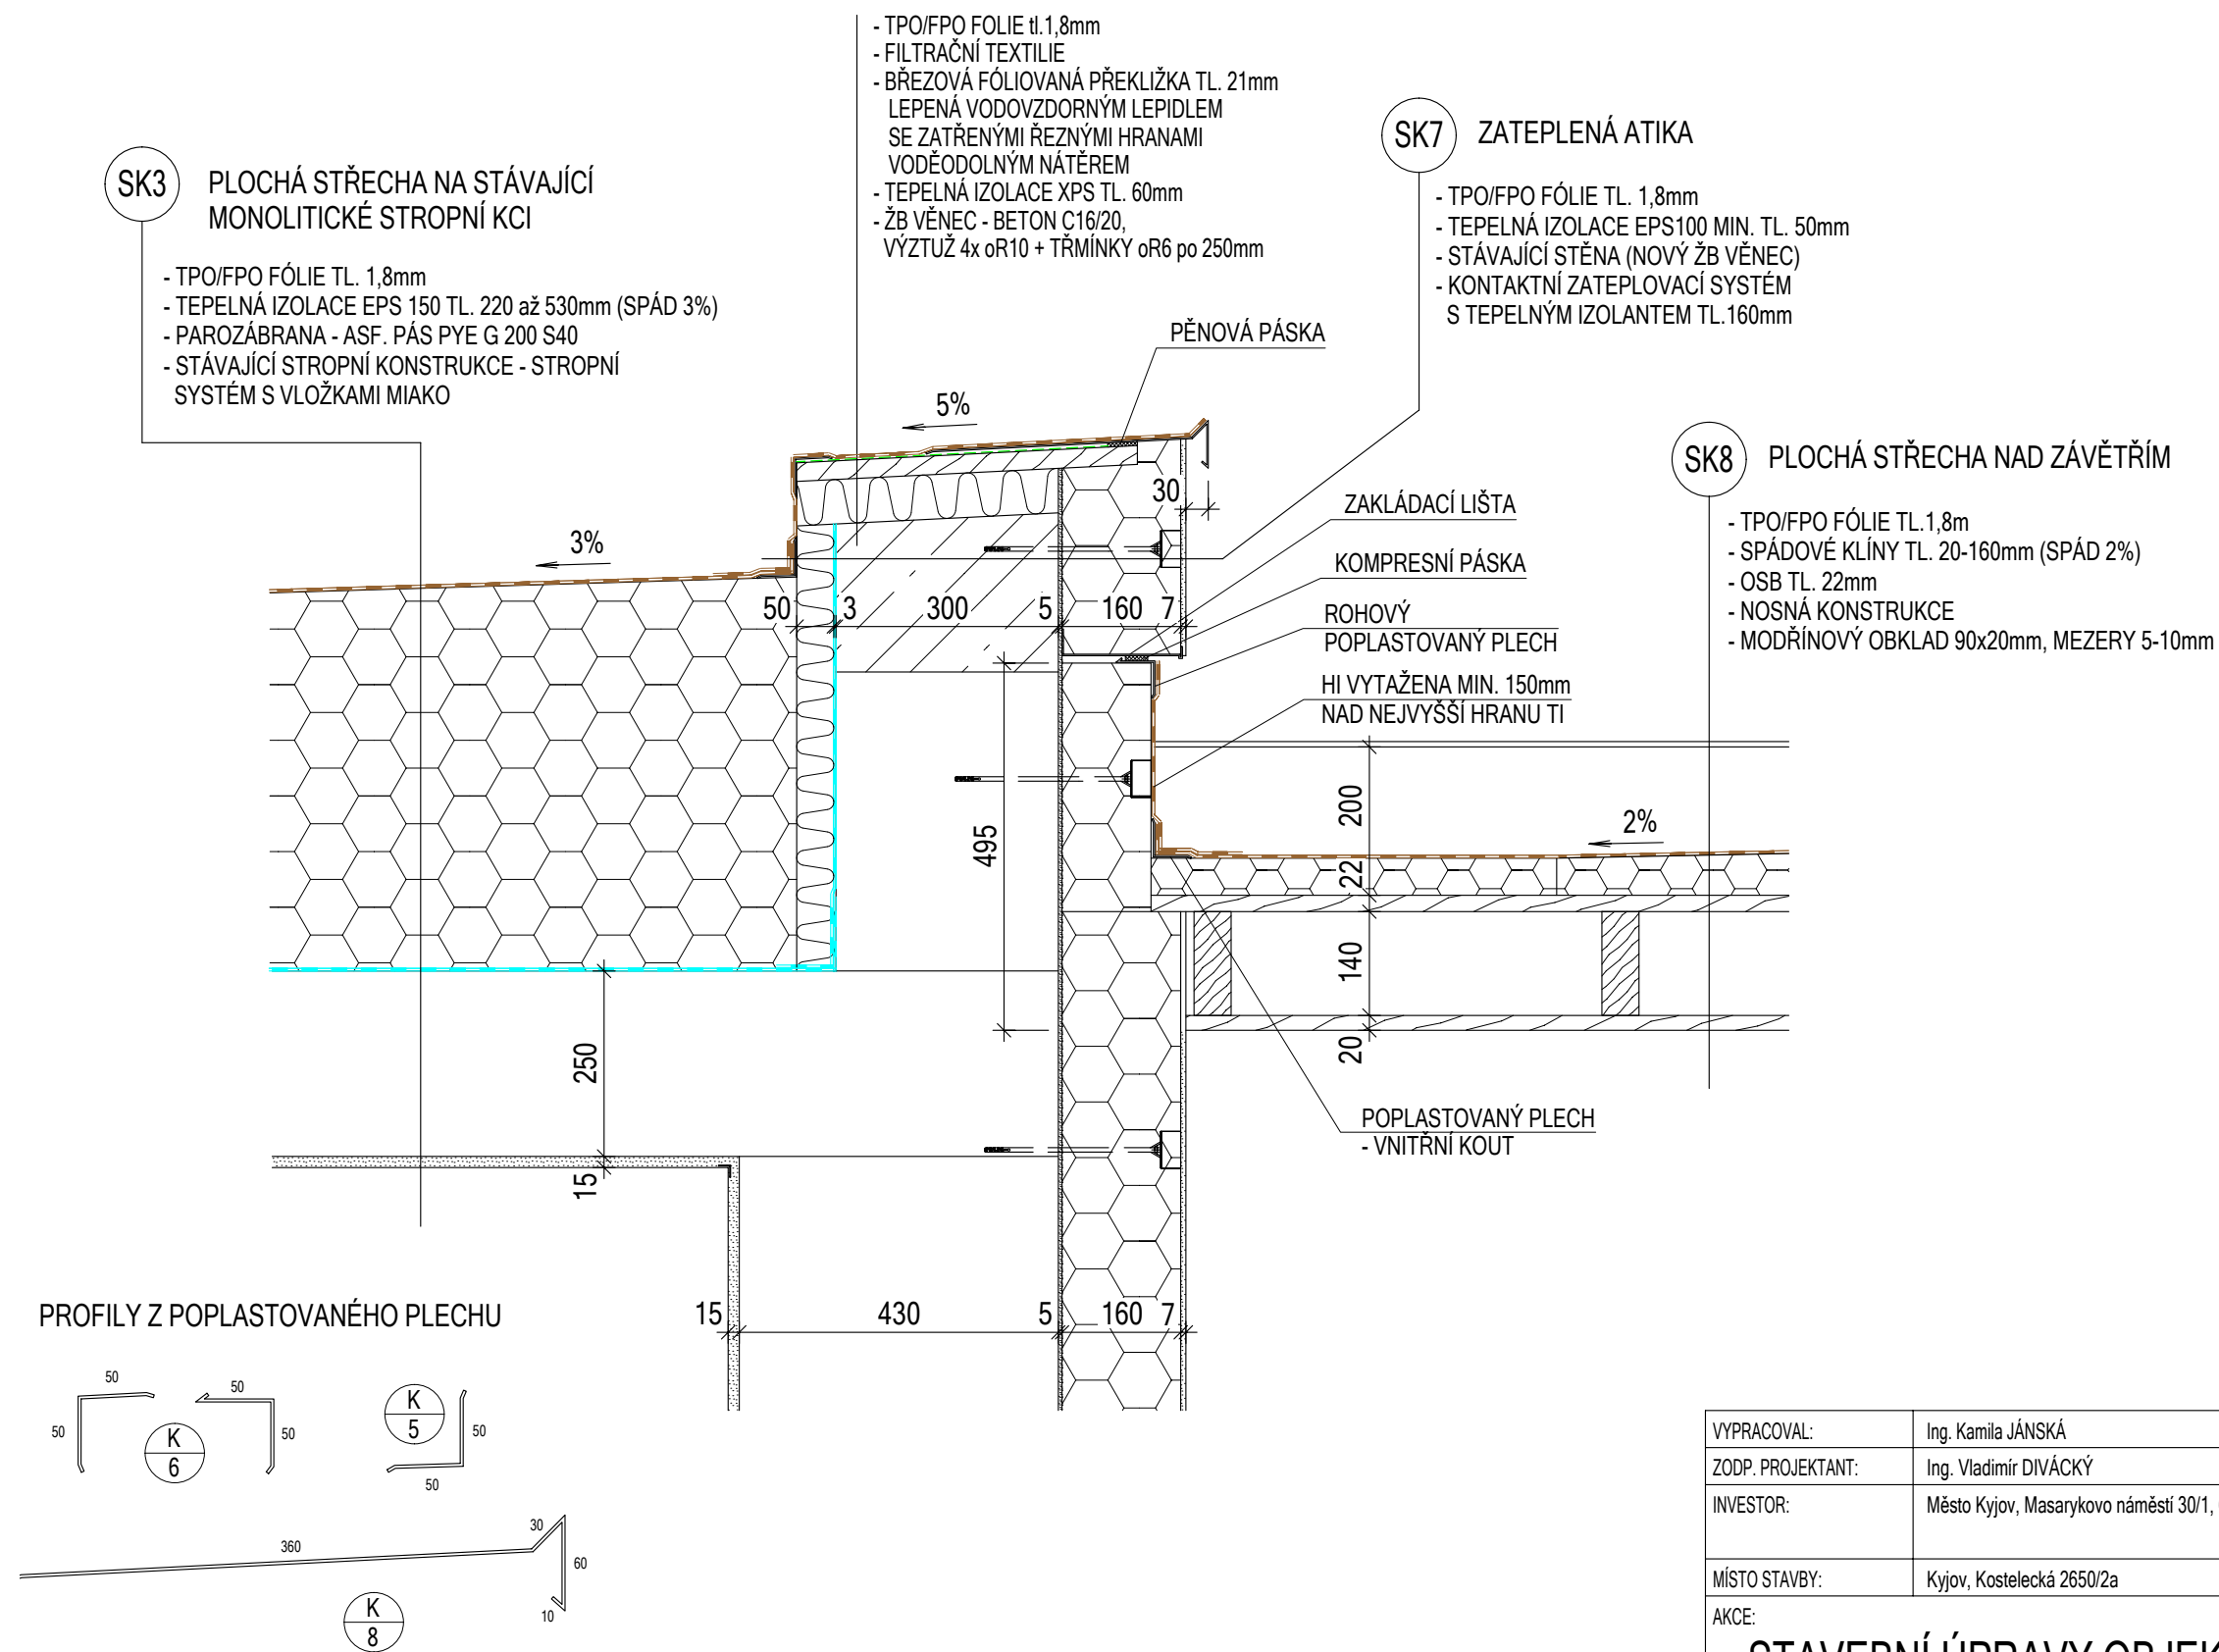 - TPO/FPO FOLIE tl.1,8mm
- FILTRAČNÍ TEXTILIE
- BŘEZOVÁ FÓLIOVANÁ PŘEKLIŽKA TL. 21mm
LEPENÁ VODOVZDORNÝM LEPIDLEM
SE ZATŘENÝMI ŘEZNÝMI HRANAMI
VODĚODOLNÝM NÁTĚREM
- TEPELNÁ IZOLACE XPS TL. 60mm
- ŽB VĚNEC - BETON C16/20,
VÝZTUŽ 4x oR10 + TŘMÍNKY oR6 po 250mm
SK3
PLOCHÁ STŘECHA NA STÁVAJÍCÍ
MONOLITICKÉ STROPNÍ KCI
- TPO/FPO FÓLIE TL. 1,8mm
- TEPELNÁ IZOLACE EPS 150 TL. 220 až 530mm (SPÁD 3%)
- PAROZÁBRANA - ASF. PÁS PYE G 200 S40
- STÁVAJÍCÍ STROPNÍ KONSTRUKCE - STROPNÍ
SYSTÉM S VLOŽKAMI MIAKO
SK7
ZATEPLENÁ ATIKA
- TPO/FPO FÓLIE TL. 1,8mm
- TEPELNÁ IZOLACE EPS100 MIN. TL. 50mm
- STÁVAJÍCÍ STĚNA (NOVÝ ŽB VĚNEC)
- KONTAKTNÍ ZATEPLOVACÍ SYSTÉM
S TEPELNÝM IZOLANTEM TL.160mm
PĚNOVÁ PÁSKA
SK8
PLOCHÁ STŘECHA NAD ZÁVĚTŘÍM
- TPO/FPO FÓLIE TL.1,8m
- SPÁDOVÉ KLÍNY TL. 20-160mm (SPÁD 2%)
- OSB TL. 22mm
- NOSNÁ KONSTRUKCE
- MODŘÍNOVÝ OBKLAD 90x20mm, MEZERY 5-10mm
5%
3%
30
ZAKLÁDACÍ LIŠTA
KOMPRESNÍ PÁSKA
ROHOVÝ
POPLASTOVANÝ PLECH
HI VYTAŽENA MIN. 150mm
NAD NEJVYŠŠÍ HRANU TI
50 3 300 5 160 7
495
200
22
140
20
2%
250
15
POPLASTOVANÝ PLECH
- VNITŘNÍ KOUT
15 430 5 160 7
PROFILY Z POPLASTOVANÉHO PLECHU
50
50
50
50
K
6
K
5
50
50
360
30
60
10
K
8
VYPRACOVAL: Ing. Kamila JÁNSKÁ
ZODP. PROJEKTANT: Ing. Vladimír DIVÁCKÝ
INVESTOR: Město Kyjov, Masarykovo náměstí 30/1,
MÍSTO STAVBY: Kyjov, Kostelecká 2650/2a
AKCE:
STAVEBNÍ ÚPRAVY OBJEK